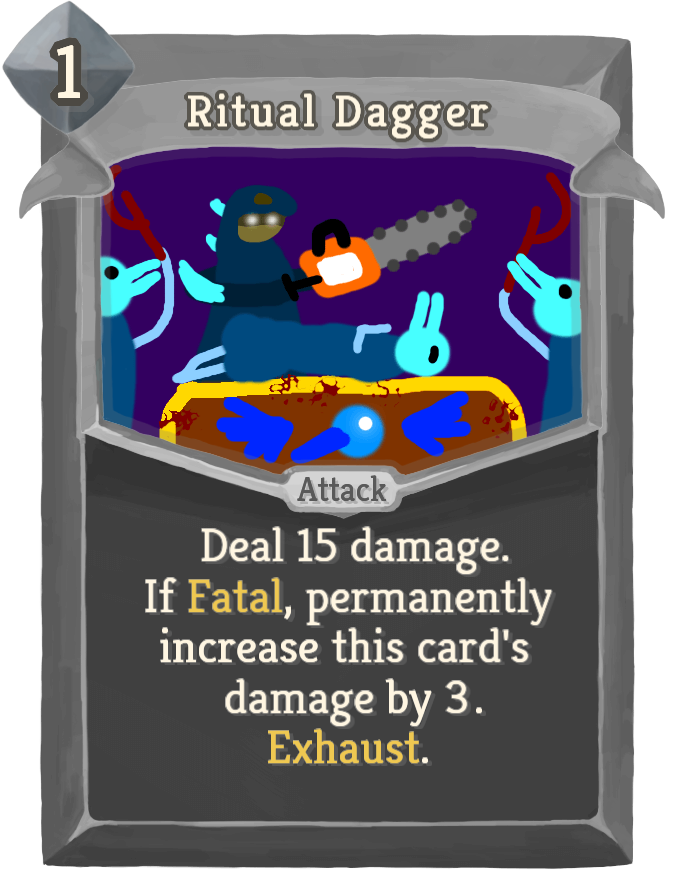 1
Ritual Dagger
Attack
Deal 15 damage.
If Fatal, permanently
increase this card's
damage by 3.
Exhaust.